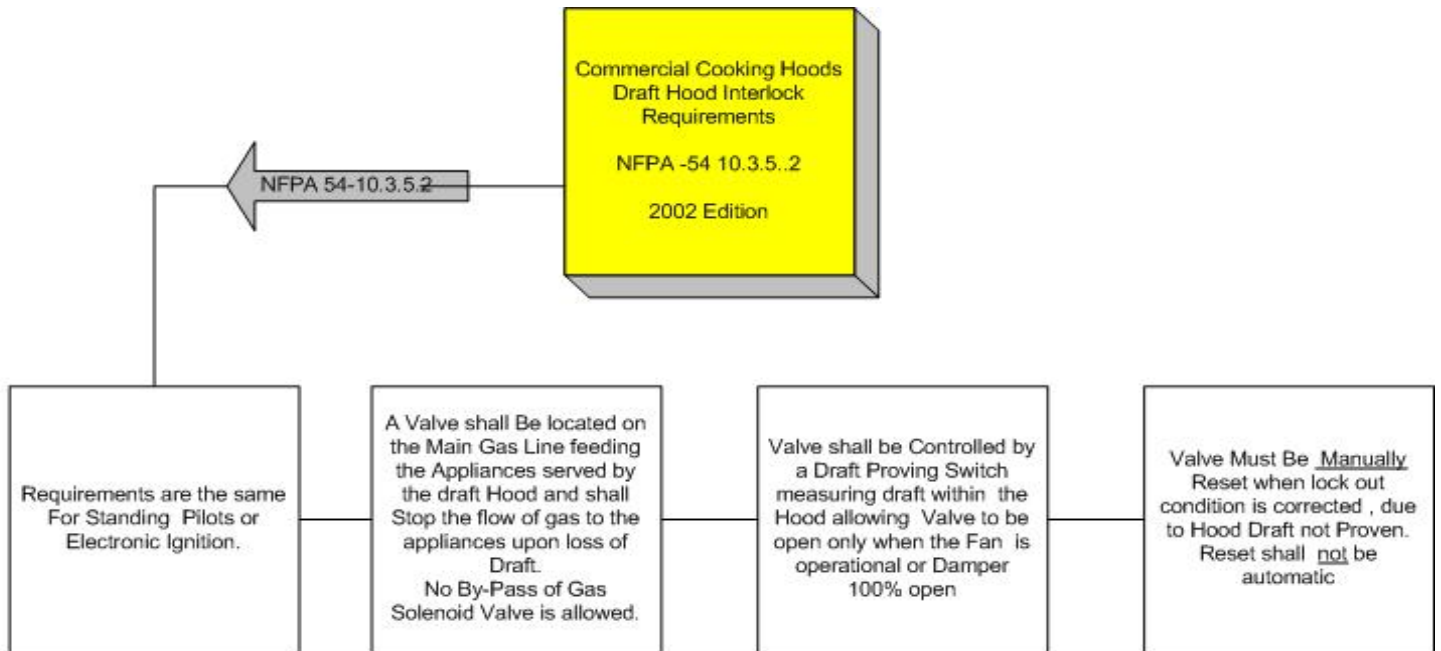 Commercial Cooking Hoods
Draft Hood Interlock
Requirements
NFPA -54 10.3.5..2
2002 Edition
NFPA 54-10.3.5.2
Requirements are the same
For Standing Pilots or
Electronic Ignition.
A Valve shall Be located on
the Main Gas Line feeding
the Appliances served by
the draft Hood and shall
Stop the flow of gas to the
appliances upon loss of
Draft.
No By-Pass of Gas
Solenoid Valve is allowed.
Valve shall be Controlled by
a Draft Proving Switch
measuring draft within the
Hood allowing Valve to be
open only when the Fan is
operational or Damper
100% open
Valve Must Be Manually
Reset when lock out
condition is corrected , due
to Hood Draft not Proven.
Reset shall not be
automatic